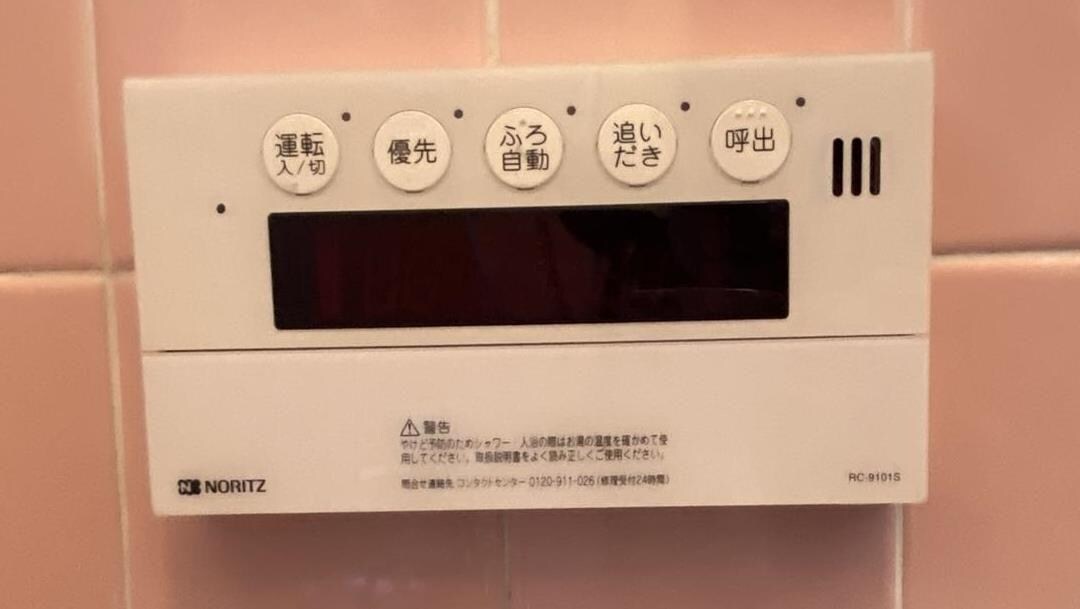 運転
入/切
優先
ふろ
自動
追い
だき
呼出
警告
やけど予防のためシャワー・入浴の際はお湯の温度を確かめて使
用してください。取扱説明書をよく読み正しくご使用ください。
問合せ連絡先 コンタクトセンター 0120-911-026(修理受付24時間)
NORITZ
RC-9101S